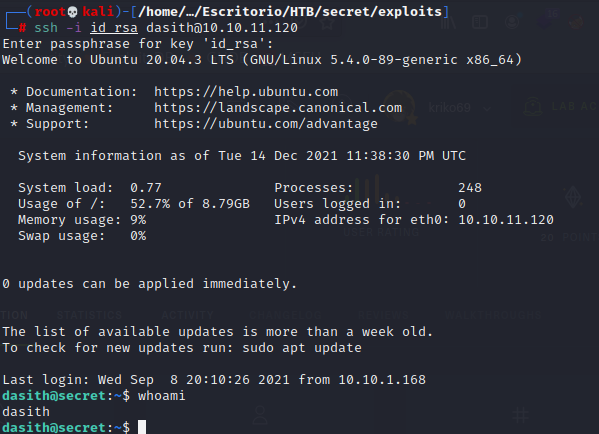 ┌──(root💀kali)-[/home/…/Escritorio/HTB/secret/exploits]
└─# ssh -i id_rsa dasith@10.10.11.120
Enter passphrase for key 'id_rsa':
Welcome to Ubuntu 20.04.3 LTS (GNU/Linux 5.4.0-89-generic x86_64)
* Documentation:  https://help.ubuntu.com
* Management:     https://landscape.canonical.com
* Support:        https://ubuntu.com/advantage
System information as of Tue 14 Dec 2021 11:38:30 PM UTC
System load:  0.77               Processes:             248
Usage of /:   52.7% of 8.79GB    Users logged in:       0
Memory usage: 9%                 IPv4 address for eth0: 10.10.11.120
Swap usage:   0%
0 updates can be applied immediately.
The list of available updates is more than a week old.
To check for new updates run: sudo apt update
Last login: Wed Sep  8 20:10:26 2021 from 10.10.1.168
dasith@secret:~$ whoami
dasith
dasith@secret:~$